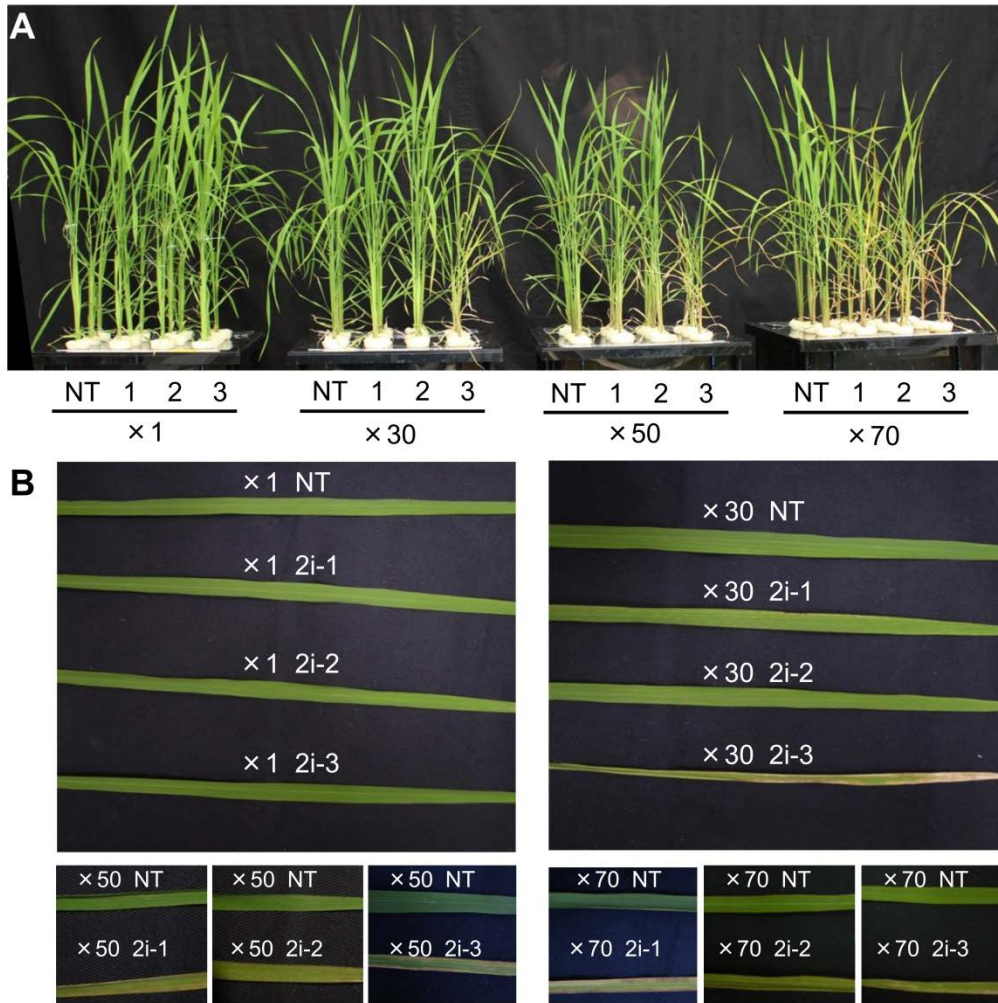 A
NT 1 2 3 NT 1 2 3 NT 1 2 3 NT 1 2 3
×1 ×30 ×50 ×70
B
×1 NT
×1 2i-1
×1 2i-2
×1 2i-3
×30 NT
×30 2i-1
×30 2i-2
×30 2i-3
×50 NT
×50 2i-1
×50 NT
×50 2i-2
×50 NT
×50 2i-3
×70 NT
×70 2i-1
×70 NT
×70 2i-2
×70 NT
×70 2i-3